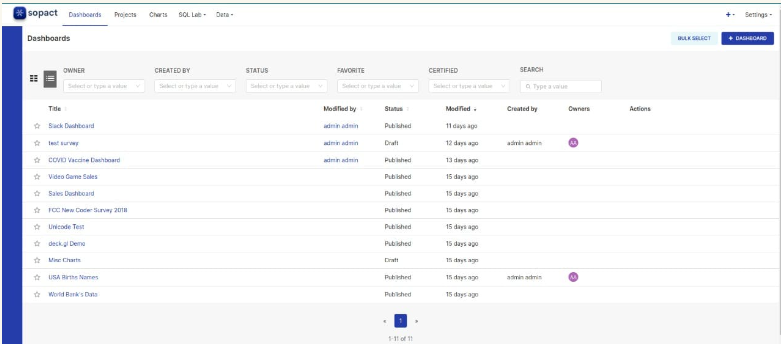 sopact Dashboards Projects Charts SQL Lab Data + Settings
Dashboards BULK SELECT + DASHBOARD
OWNER CREATED BY STATUS FAVORITE CERTIFIED SEARCH
Select or type a value Select or type a value Select or type a value Select or type a value Select or type a value Type a value
Title Modified by Status Modified Created by Owners Actions
Slack Dashboard admin admin Published 11 days ago
test survey admin admin Draft 12 days ago admin admin AA
COVID Vaccine Dashboard admin admin Published 13 days ago
Video Game Sales Published 15 days ago
Sales Dashboard Published 15 days ago
FCC New Coder Survey 2018 Published 15 days ago
Unicode Test Published 15 days ago
deck.gl Demo Published 15 days ago
Misc Charts Draft 15 days ago
USA Births Names Published 15 days ago admin admin AA
World Bank's Data Published 15 days ago
« 1 »
1-11 of 11